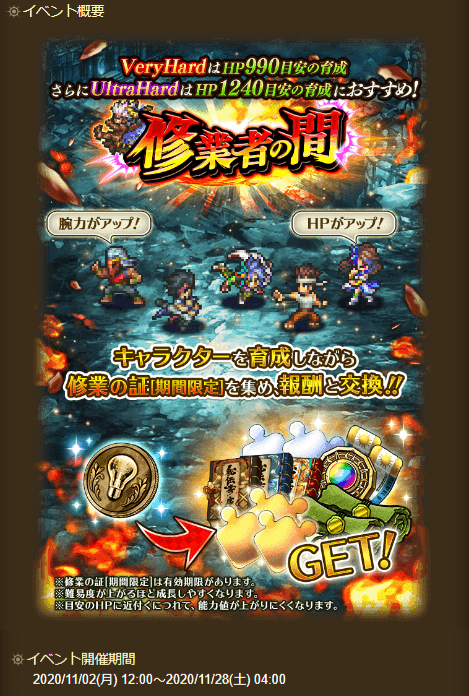 イベント概要
VeryHardはHP990目安の育成
さらにUltraHardはHP1240目安の育成におすすめ!
修業者の間
腕力がアップ!
HPがアップ!
キャラクターを育成しながら
修業の証[期間限定]を集め、報酬と交換!!
GET!
※修業の証[期間限定]は有効期限があります。
※難易度が上がるほど成長しやすくなります。
※目安のHPに近付くにつれて、能力値が上がりにくくなります。
イベント開催期間
2020/11/02(月) 12:00～2020/11/28(土) 04:00